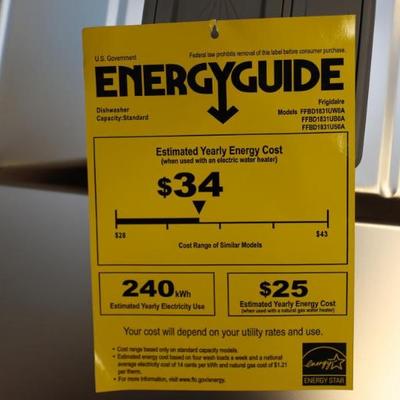 U.S. Government
Federal law prohibits removal of this label before consumer purchase.
ENERGYGUIDE
Dishwasher
Capacity:Standard
Frigidaire
Models FFBD1831UW0A
FFBD1831UB0A
FFBD1831US0A
Estimated Yearly Energy Cost
(when used with an electric water heater)
$34
$28
$43
Cost Range of Similar Models
240 kWh
Estimated Yearly Electricity Use
$25
Estimated Yearly Energy Cost
(when used with a natural gas water heater)
Your cost will depend on your utility rates and use.
• Cost range based only on standard capacity models.
• Estimated energy cost based on four wash loads a week and a national
average electricity cost of 14 cents per kWh and natural gas cost of $1.21
per therm.
• For more information, visit www.ftc.gov/energy.
energy
ENERGY STAR